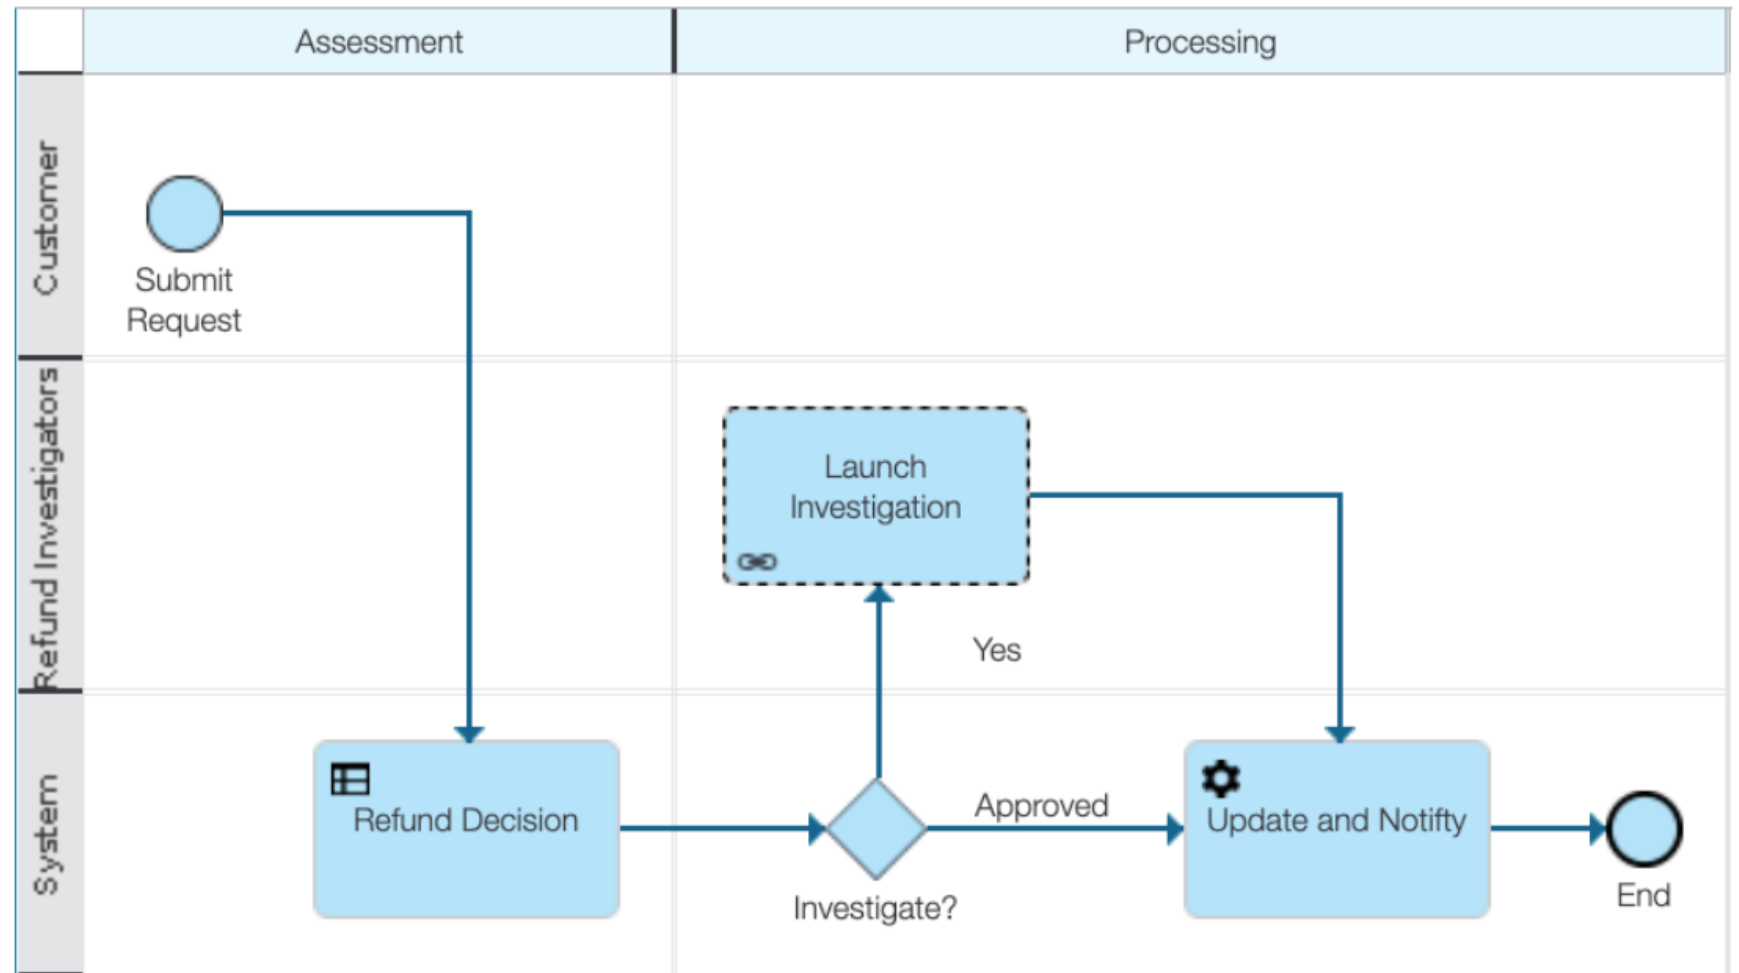 Assessment
Processing
Customer
Submit
Request
Refund Investigators
Launch
Investigation
Yes
System
Refund Decision
Investigate?
Approved
Update and Notifty
End